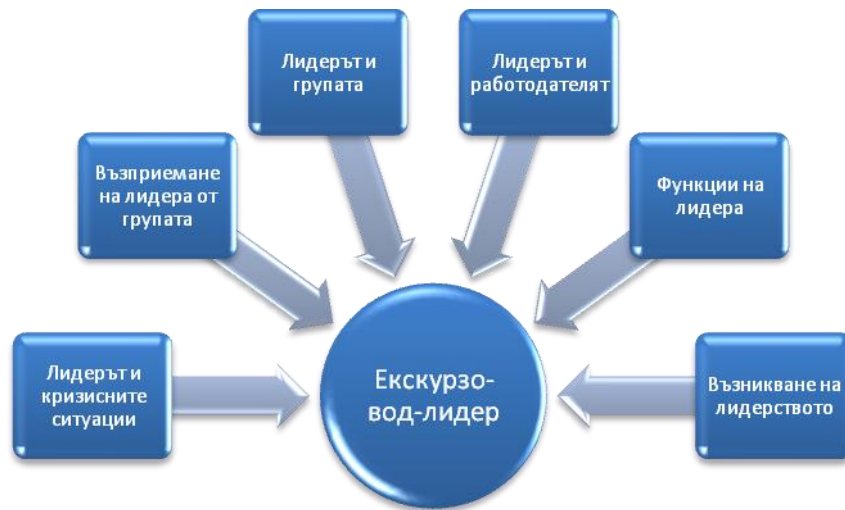 Лидерът и
групата
Лидерът и
работодателят
Възприемане
на лидера от
групата
Функции на
лидера
Лидерът и
кризисните
ситуации
Екскурзо-
вод-лидер
Възникване на
лидерството